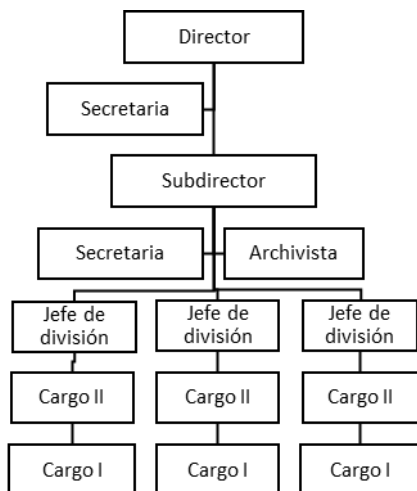 Director
Secretaria
Subdirector
Secretaria
Archivista
Jefe de
división
Jefe de
división
Jefe de
división
Cargo II
Cargo II
Cargo II
Cargo I
Cargo I
Cargo I